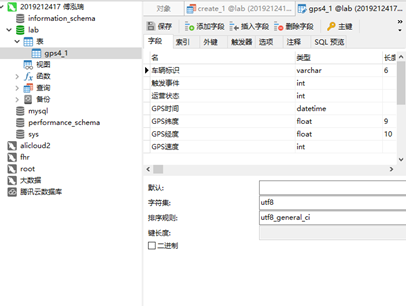 2019212417 傅泓瑞
information_schema
lab
表
gps4_1
视图
函数
查询
备份
mysql
performance_schema
sys
alicloud2
fhr
root
大数据
腾讯云数据库
对象 create_1 @lab (201921241... gps4_1 @lab (2019212417...
保存 添加字段 插入字段 删除字段 主键
字段 索引 外键 触发器 选项 注释 SQL 预览
名 类型 长度
车辆标识 varchar 6
触发事件 int
运营状态 int
GPS时间 datetime
GPS纬度 float 9
GPS经度 float 10
GPS速度 int
默认:
字符集: utf8
排序规则: utf8_general_ci
键长度:
二进制